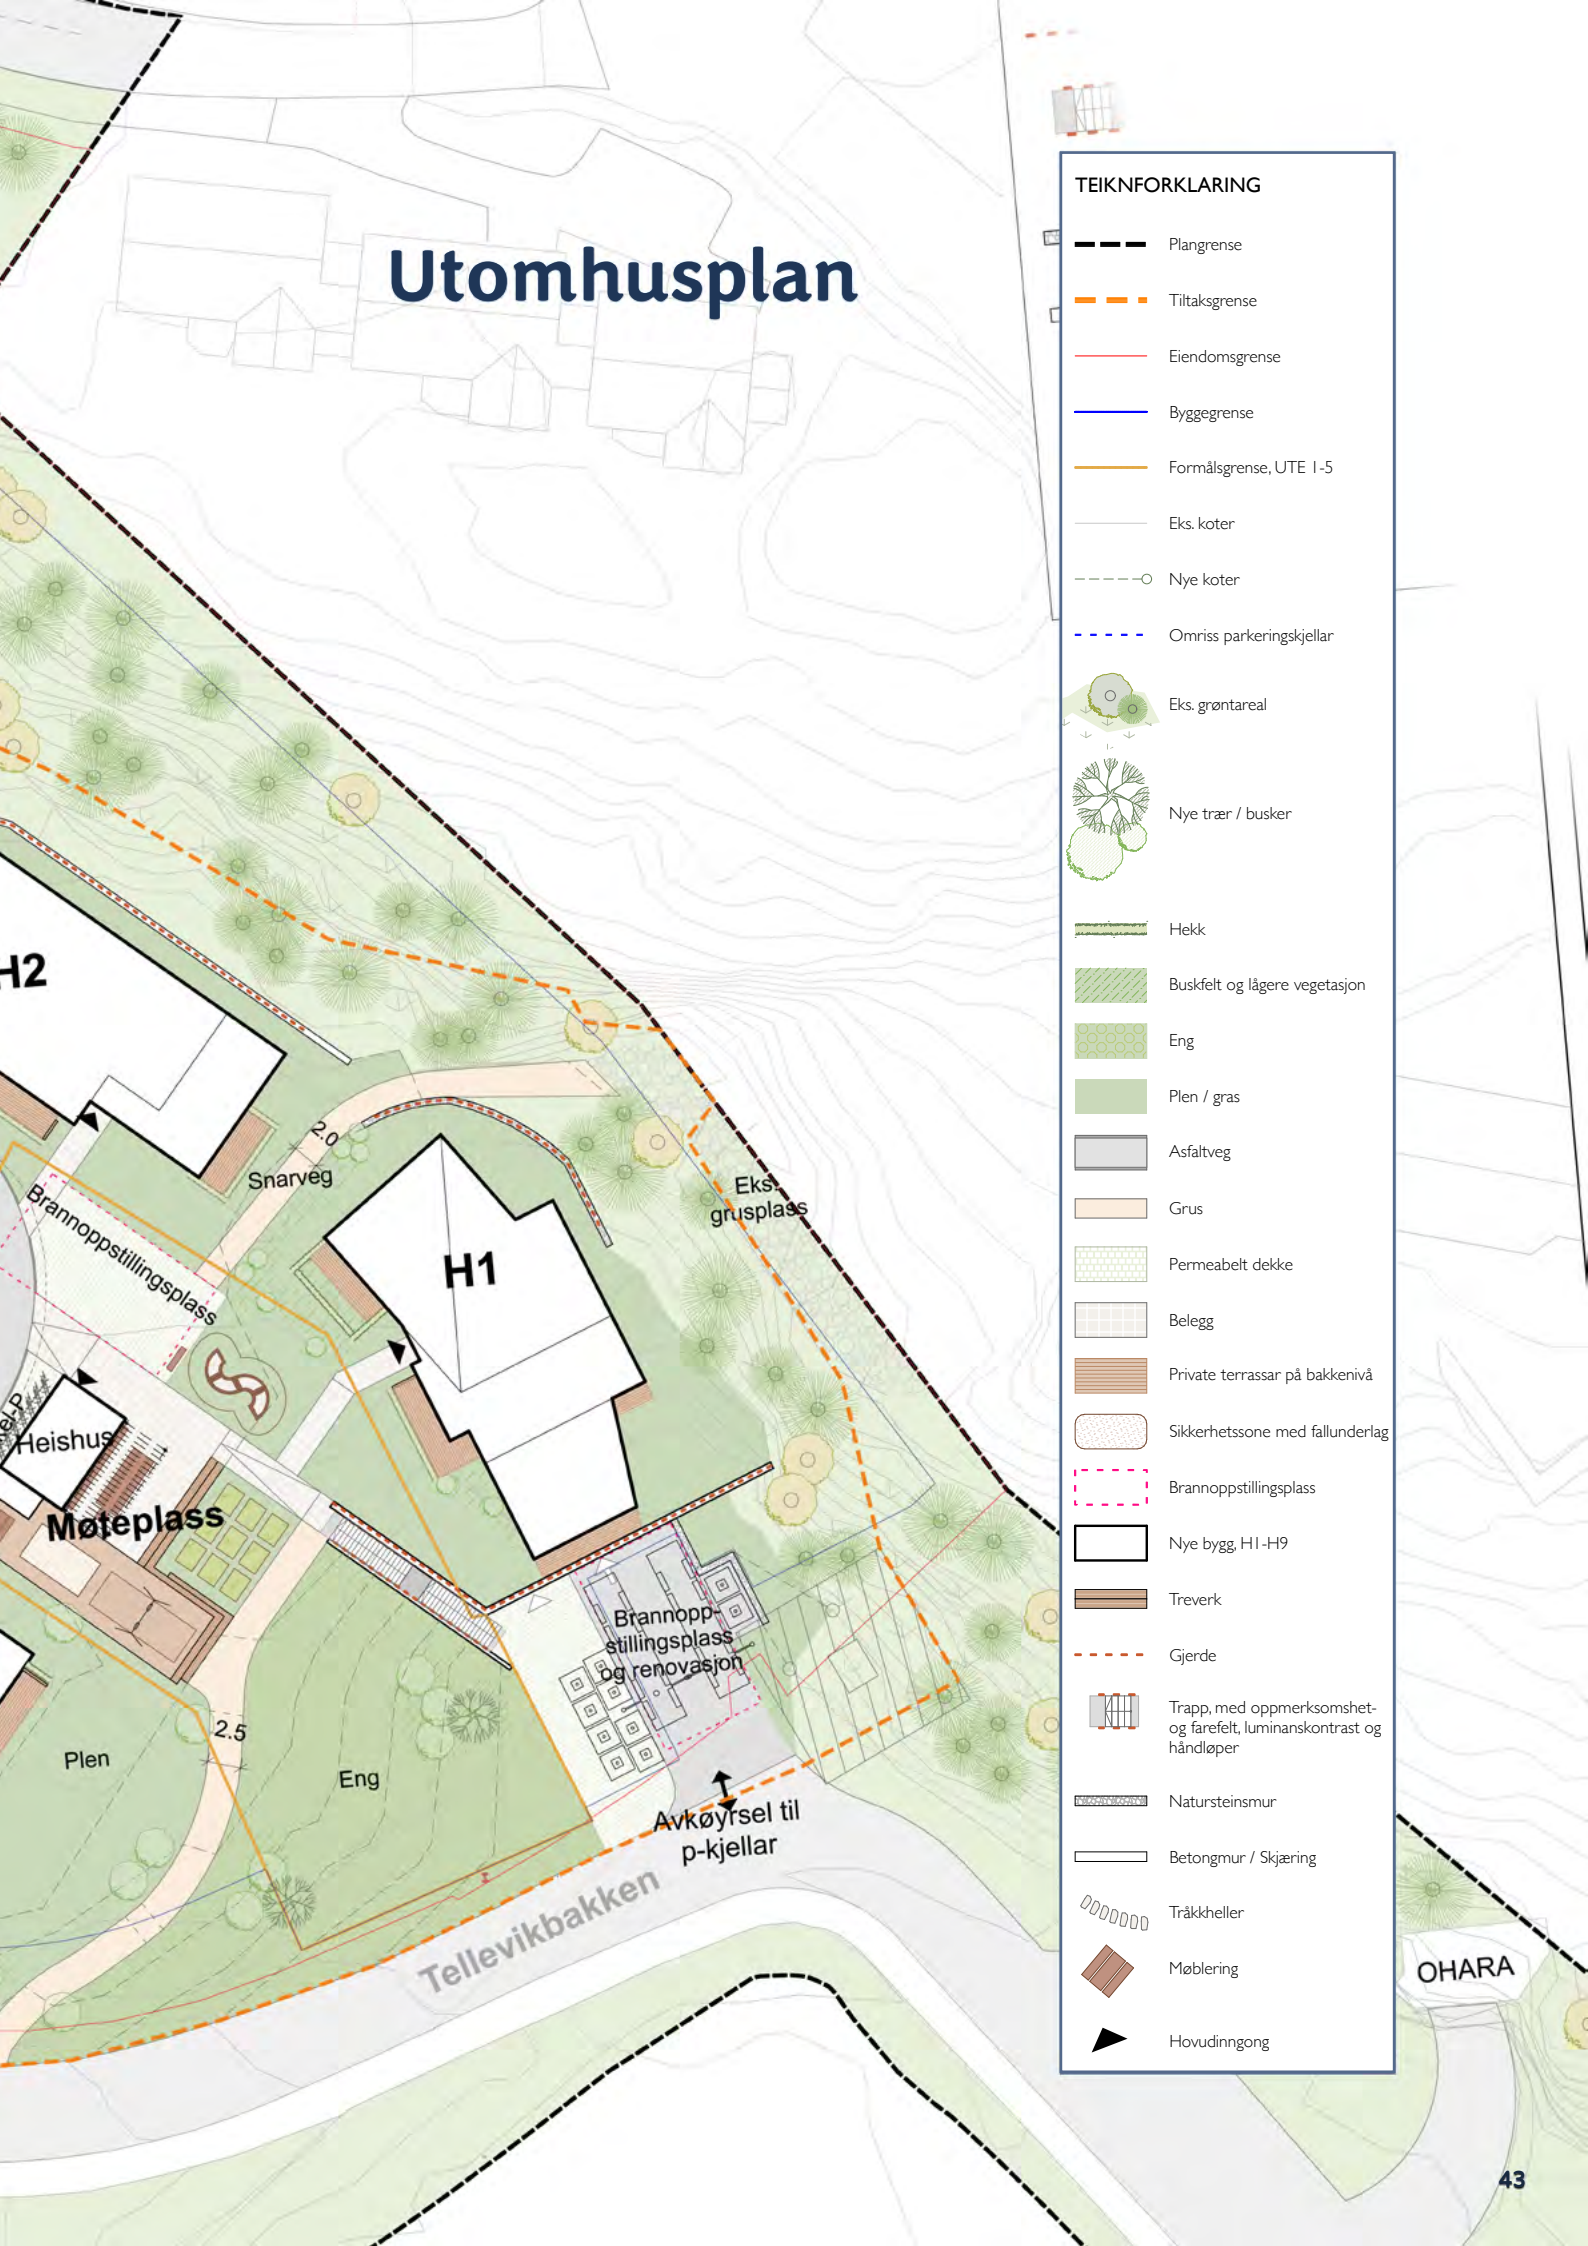 Utomhusplan
TEIKNFORKLARING
Plangrense
Tiltaksgrense
Eiendomsgrense
Byggegrense
Formålsgrense, UTE 1-5
Eks. koter
Nye koter
Omriss parkeringskjellar
Eks. grøntareal
Nye trær / busker
Hekk
Buskfelt og lågere vegetasjon
Eng
Plen / gras
Asfaltveg
Grus
Permeabelt dekke
Belegg
Private terrassar på bakkenivå
Sikkerhetssone med fallunderlag
Brannoppstillingsplass
Nye bygg, H1-H9
Treverk
Gjerde
Trapp, med oppmerksomshet-
og farefelt, luminanskontrast og
håndløper
Natursteinsmur
Betongmur / Skjæring
Tråkkheller
Møblering
Hovudinngong
H2
2.0
Snarveg
Brannoppstillingsplass
Eks.
grusplass
H1
Heishus
Møteplass
Brannopp-
stillingsplass
og renovasjon
2.5
Plen
Eng
Avkøyrsel til
p-kjellar
Tellevikbakken
OHARA
43